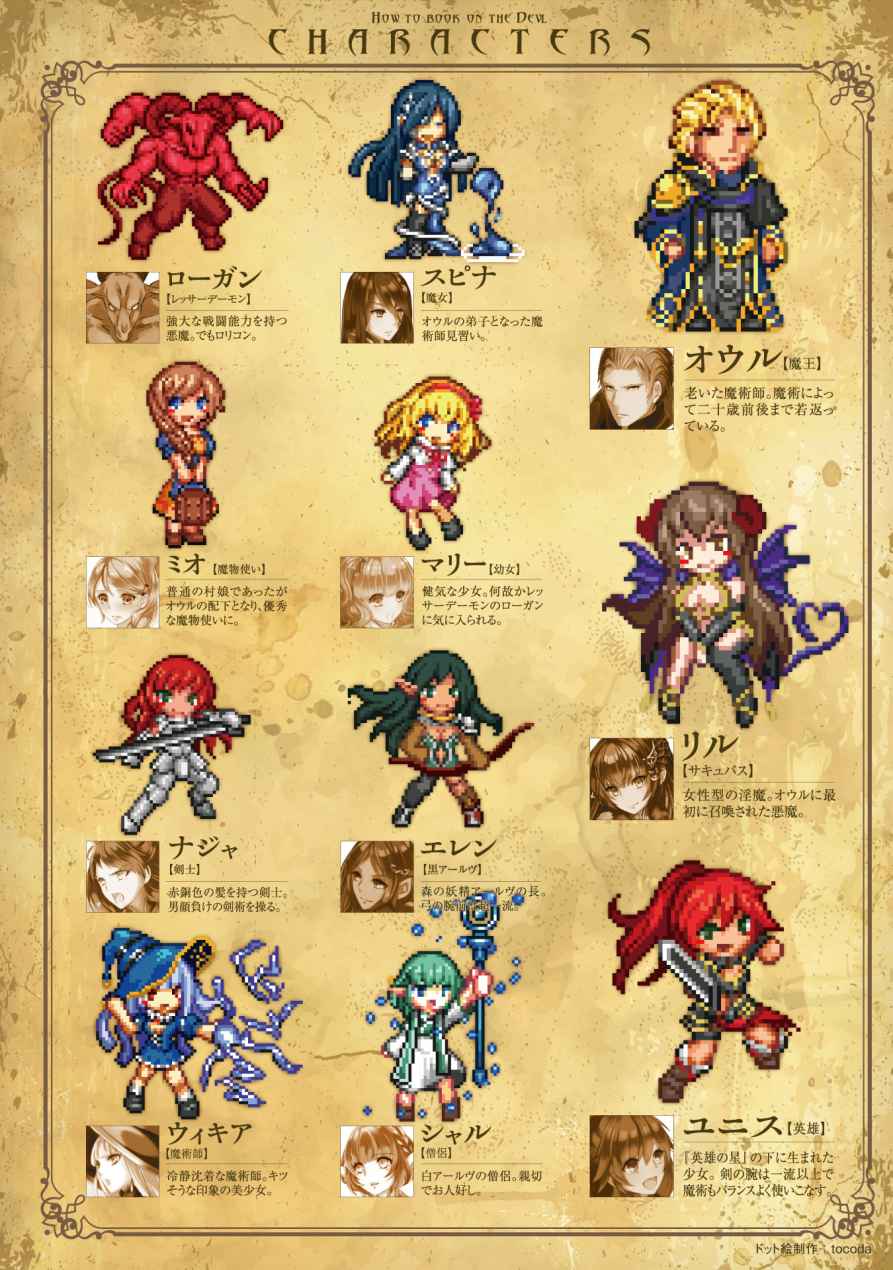 HOW TO BOOK ON THE DEVIL
CHARACTERS
ローガン
【レッサーデーモン】
強大な戦闘能力を持つ
悪魔。でもロリコン。
スピナ
【魔女】
オウルの弟子となった魔
術師見習い。
オウル【魔王】
老いた魔術師。魔術によっ
て二十歳前後まで若返っ
ている。
ミオ【魔物使い】
普通の村娘であったが
オウルの配下となり、優秀
な魔物使いに。
マリー【幼女】
健気な少女。何故かレッ
サーデーモンのローガン
に気に入られる。
リル
【サキュバス】
女性型の淫魔。オウルに最
初に召喚された悪魔。
ナジャ
【剣士】
赤銅色の髪を持つ剣士。
男顔負けの剣術を操る。
エレン
【黒アールヴ】
森の妖精アールヴの長。
弓の腕前は超一流。
ウィキア
【魔術師】
冷静沈着な魔術師。キツ
そうな印象の美少女。
シャル
【僧侶】
白アールヴの僧侶。親切
でお人好し。
ユニス【英雄】
「英雄の星」の下に生まれた
少女。剣の腕は一流以上で
魔術もバランスよく使いこなす。
ドット絵制作：tocoda